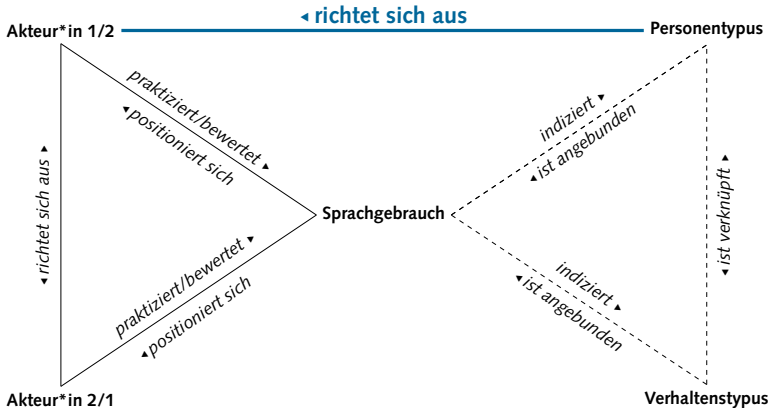 ◂ richtet sich aus
Akteur*in 1/2
Personentypus
praktiziert/bewertet ▸
◂ positioniert sich
indiziert ▸
◂ ist angebunden
◂ richtet sich aus ▸
Sprachgebrauch
◂ ist verknüpft ▸
praktiziert/bewertet ▸
◂ positioniert sich
indiziert ▸
◂ ist angebunden
Akteur*in 2/1
Verhaltenstypus